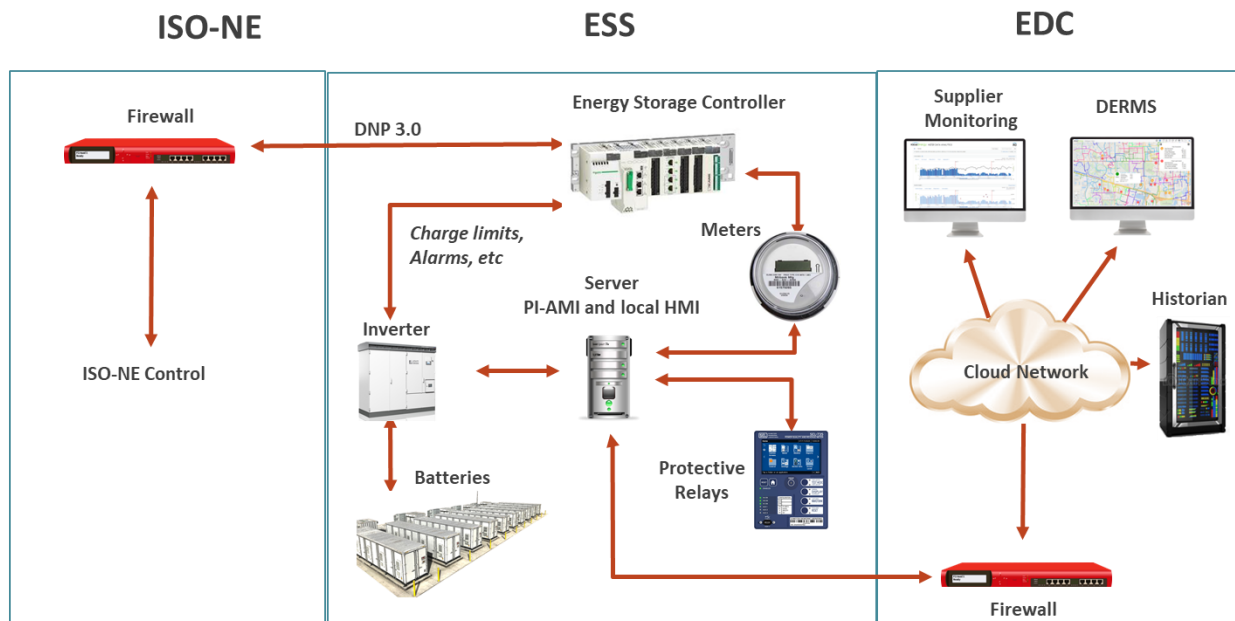 ISO-NE
ESS
EDC
Firewall
DNP 3.0
ISO-NE Control
Energy Storage Controller
Charge limits,
Alarms, etc
Meters
Server
PI-AMI and local HMI
Inverter
Batteries
Protective
Relays
Supplier
Monitoring
DERMS
Historian
Cloud Network
Firewall